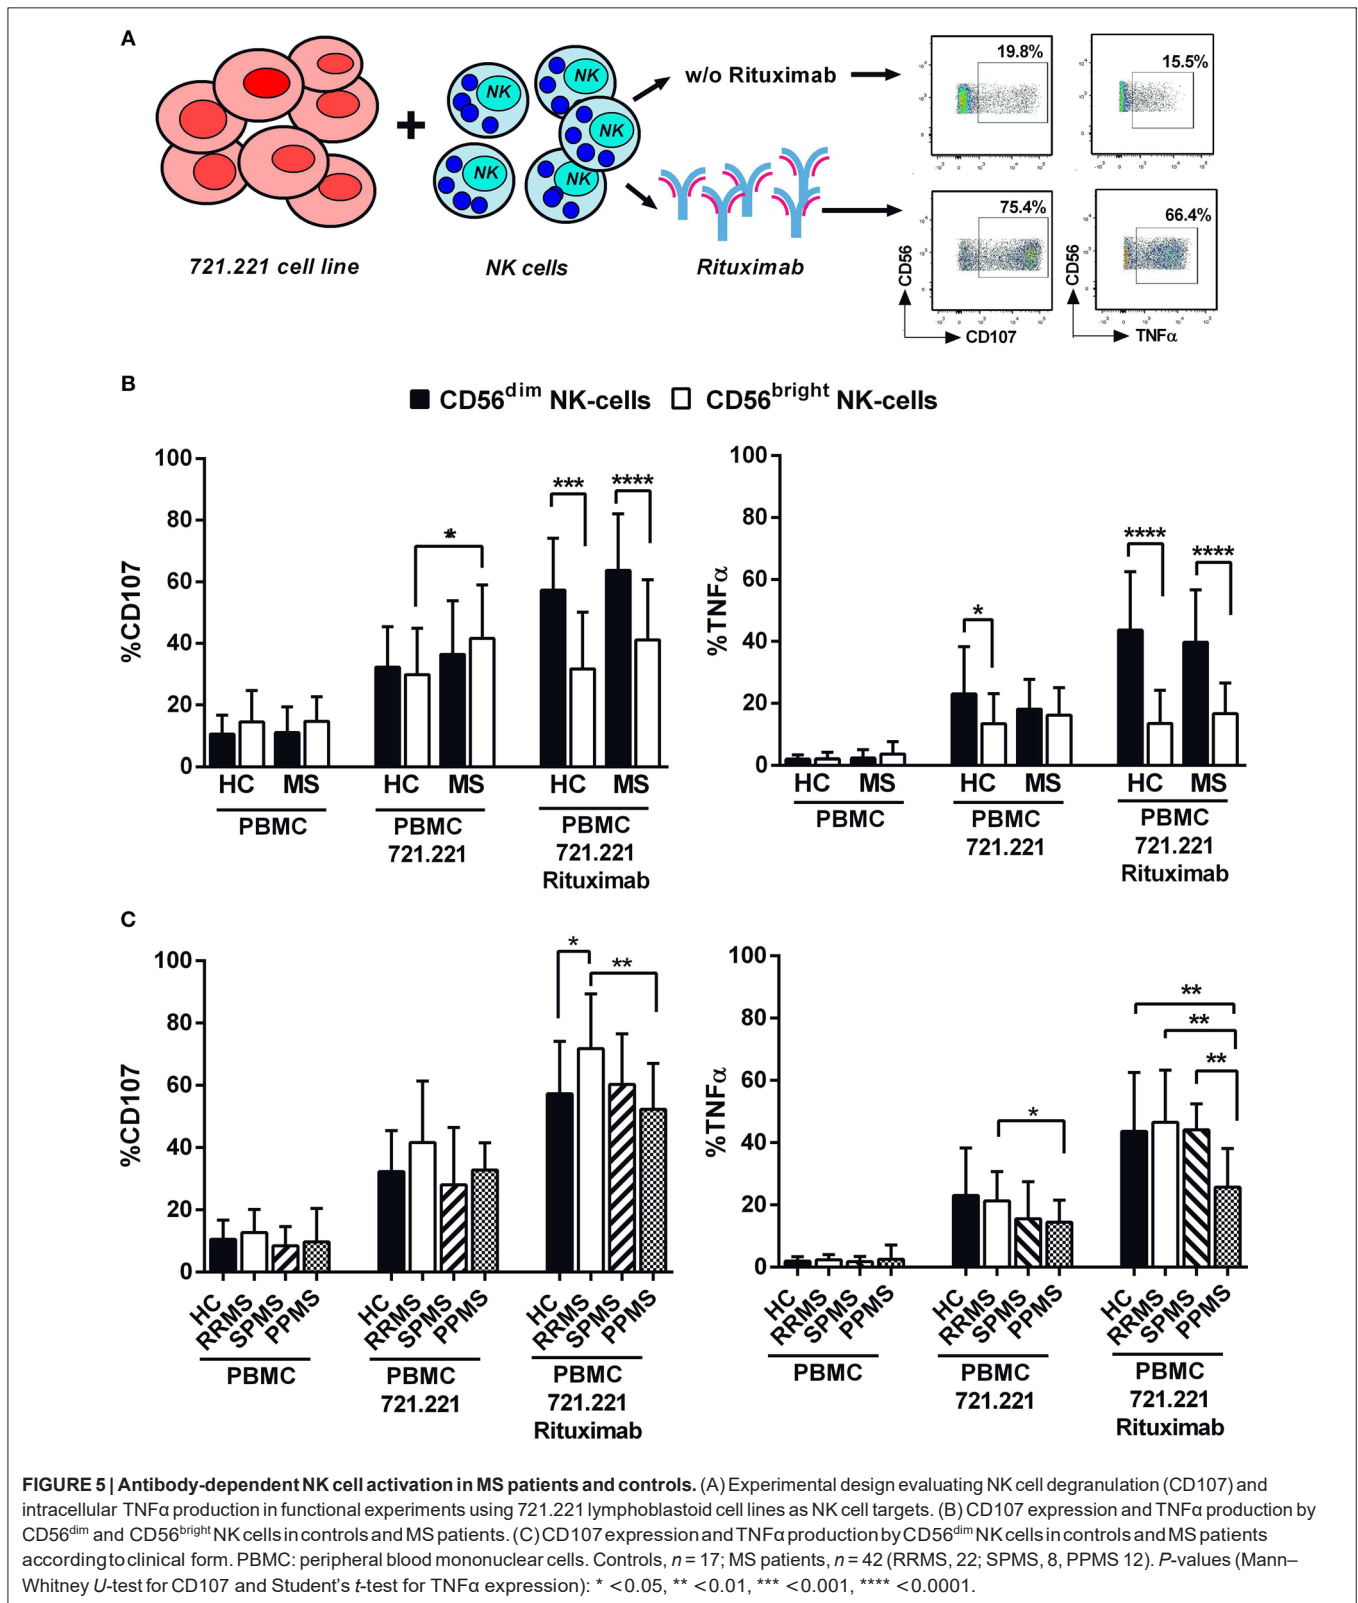 A
NK
NK
NK
NK
NK
+
w/o Rituximab
721.221 cell line
NK cells
Rituximab
19.8%
15.5%
75.4%
66.4%
CD56
CD107
CD56
TNFα
B
CD56dim NK-cells
CD56bright NK-cells
%CD107
100
80
60
40
20
0
*
***
****
HC
MS
HC
MS
HC
MS
PBMC
PBMC
721.221
PBMC
721.221
Rituximab
%TNFα
100
80
60
40
20
0
*
****
****
HC
MS
HC
MS
HC
MS
PBMC
PBMC
721.221
PBMC
721.221
Rituximab
C
%CD107
100
80
60
40
20
0
*
**
HC
RRMS
SPMS
PPMS
HC
RRMS
SPMS
PPMS
HC
RRMS
SPMS
PPMS
PBMC
PBMC
721.221
PBMC
721.221
Rituximab
%TNFα
100
80
60
40
20
0
*
**
**
**
HC
RRMS
SPMS
PPMS
HC
RRMS
SPMS
PPMS
HC
RRMS
SPMS
PPMS
PBMC
PBMC
721.221
PBMC
721.221
Rituximab
FIGURE 5 | Antibody-dependent NK cell activation in MS patients and controls. (A) Experimental design evaluating NK cell degranulation (CD107) and
intracellular TNFα production in functional experiments using 721.221 lymphoblastoid cell lines as NK cell targets. (B) CD107 expression and TNFα production by
CD56dim and CD56bright NK cells in controls and MS patients. (C) CD107 expression and TNFα production by CD56dim NK cells in controls and MS patients
according to clinical form. PBMC: peripheral blood mononuclear cells. Controls, n = 17; MS patients, n = 42 (RRMS, 22; SPMS, 8, PPMS 12). P-values (Mann–
Whitney U-test for CD107 and Student's t-test for TNFα expression): * <0.05, ** <0.01, *** <0.001, **** <0.0001.